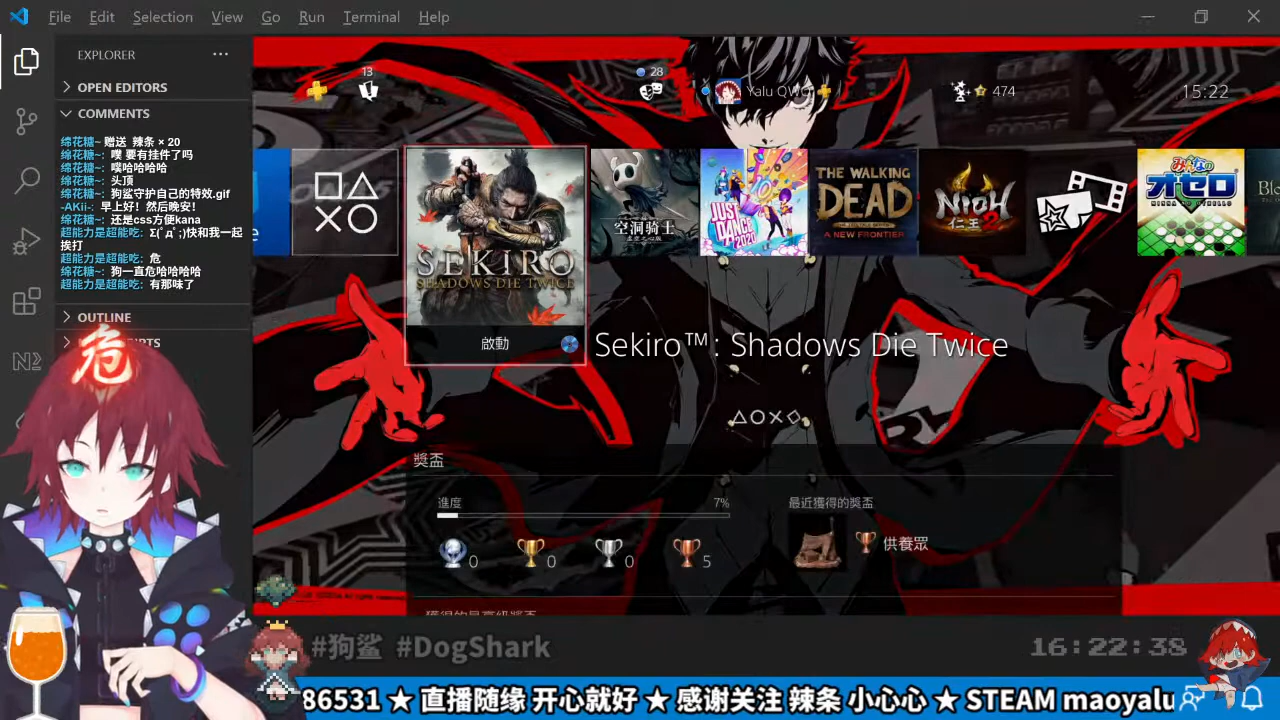 File Edit Selection View Go Run Terminal Help
EXPLORER
OPEN EDITORS
COMMENTS
绵花糖~: 赠送 辣条 × 20
绵花糖~: 噗 要有挂件了吗
绵花糖~: 噗哈哈哈哈
绵花糖~: 头顶
绵花糖~: 狗鲨守护自己的特效.gif
-AKii-: 早上好！然后晚安！
绵花糖~: 还是css方便kana
超能力是超能吃: Σ(ﾟдﾟ;)快和我一起
挨打
超能力是超能吃: 危
绵花糖~: 狗一直危哈哈哈哈
超能力是超能吃: 有那味了
OUTLINE
危
13
28
Yalu QWQ
474
15:22
SEKIRO
SHADOWS DIE TWICE
空洞騎士
JUST DANCE 2020
THE WALKING DEAD
A NEW FRONTIER
NIOH
仁王2
みんなの
オセロ
MINNA NO OTHELLO
啟動
Sekiro™: Shadows Die Twice
獎盃
進度
7%
最近獲得的獎盃
0
0
0
5
供養眾
#狗鲨 #DogShark
16:22:38
86531 ★ 直播随缘 开心就好 ★ 感谢关注 辣条 小心心 ★ STEAM maoyalu